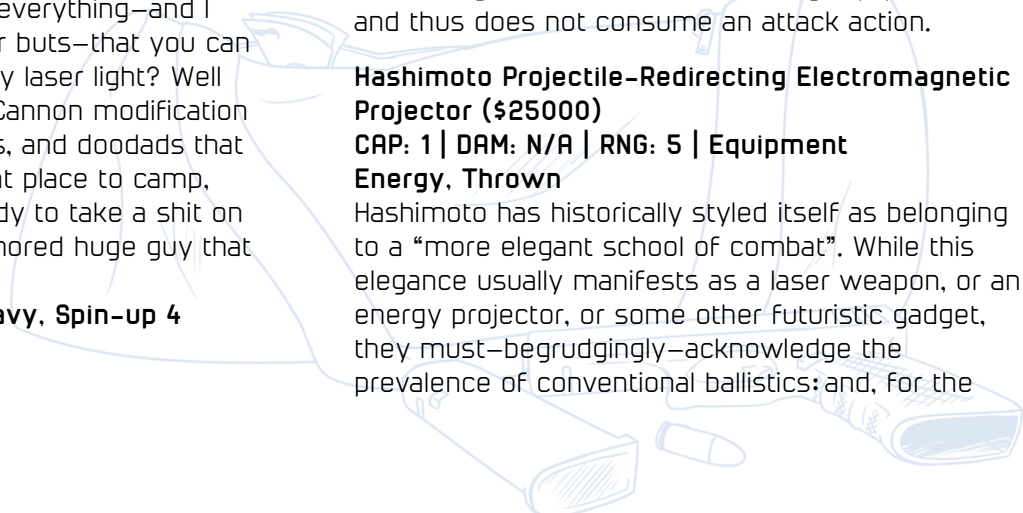 everything—and I
buts—that you can
laser light? Well
Cannon modification
and doodads that
place to camp,
to take a shit on
huge guy that
Spin-up 4
and thus does not consume an attack action.
Hashimoto Projectile-Redirecting Electromagnetic
Projector ($25000)
CAP: 1 | DAM: N/A | RNG: 5 | Equipment
Energy, Thrown
Hashimoto has historically styled itself as belonging
to a “more elegant school of combat”. While this
elegance usually manifests as a laser weapon, or an
energy projector, or some other futuristic gadget,
they must—begrudgingly—acknowledge the
prevalence of conventional ballistics: and, for the